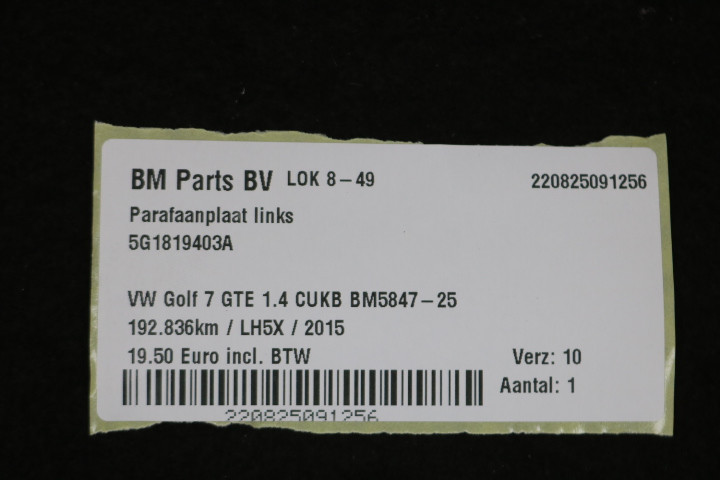 BM Parts BV LOK 8-49 220825091256
Parafaanplaat links
5G1819403A
VW Golf 7 GTE 1.4 CUKB BM5847-25
192.836km / LH5X / 2015
19.50 Euro incl. BTW Verz: 10
Aantal: 1
220825091256